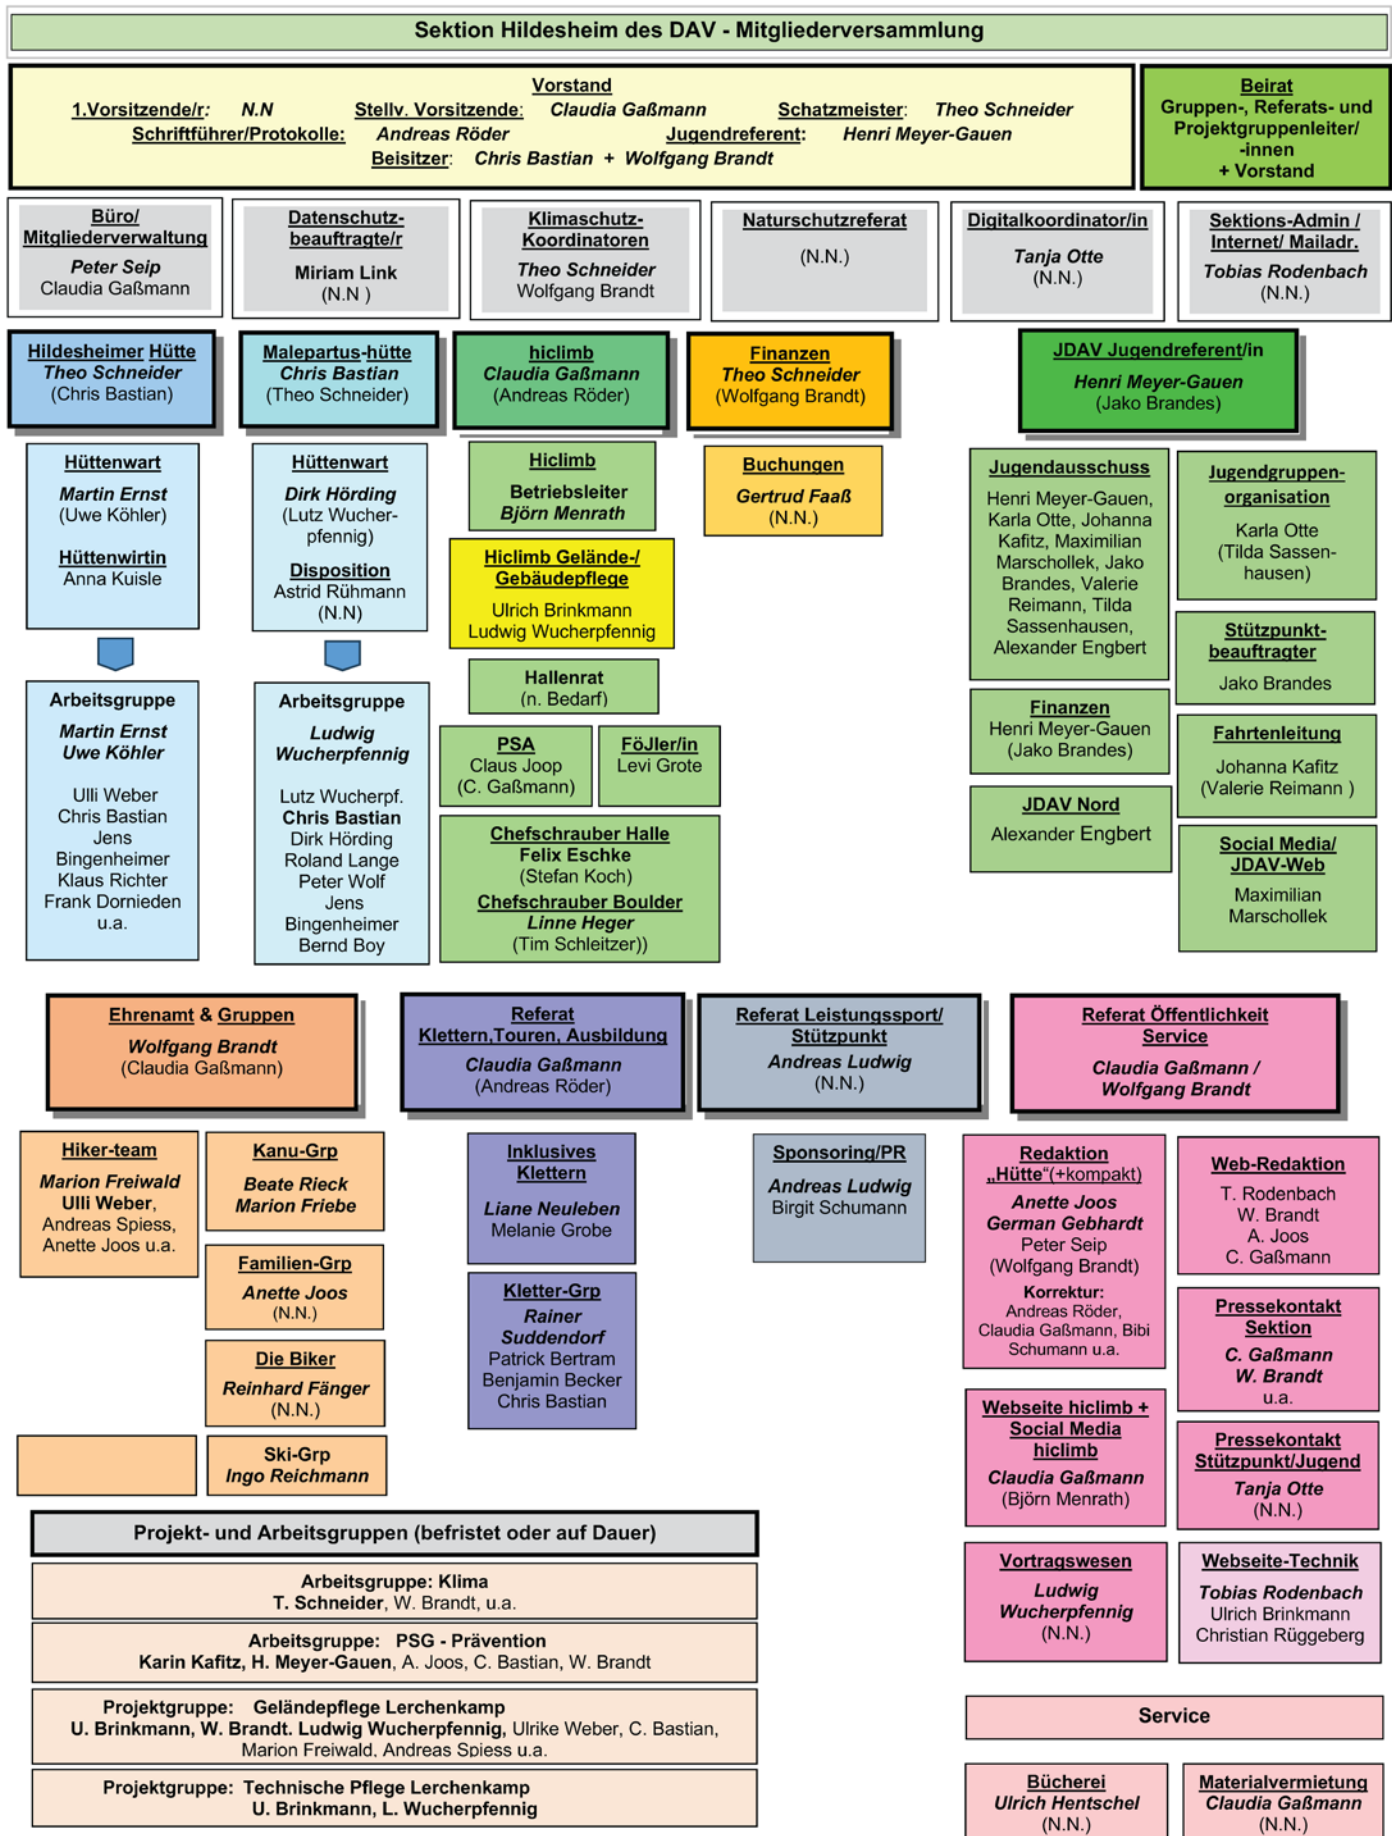 Sektion Hildesheim des DAV - Mitgliederversammlung
Vorstand
1.Vorsitzende/r: N.N Stellv. Vorsitzende: Claudia Gaßmann Schatzmeister: Theo Schneider
Schriftführer/Protokolle: Andreas Röder Jugendreferent: Henri Meyer-Gauen
Beisitzer: Chris Bastian + Wolfgang Brandt
Beirat
Gruppen-, Referats- und
Projektgruppenleiter/
-innen
+ Vorstand
Büro/
Mitgliederverwaltung
Peter Seip
Claudia Gaßmann
Datenschutz-
beauftragte/r
Miriam Link
(N.N )
Klimaschutz-
Koordinatoren
Theo Schneider
Wolfgang Brandt
Naturschutzreferat
(N.N.)
Digitalkoordinator/in
Tanja Otte
(N.N.)
Sektions-Admin /
Internet/ Mailadr.
Tobias Rodenbach
(N.N.)
Hildesheimer Hütte
Theo Schneider
(Chris Bastian)
Malepartus-hütte
Chris Bastian
(Theo Schneider)
hiclimb
Claudia Gaßmann
(Andreas Röder)
Finanzen
Theo Schneider
(Wolfgang Brandt)
JDAV Jugendreferent/in
Henri Meyer-Gauen
(Jako Brandes)
Hüttenwart
Martin Ernst
(Uwe Köhler)
Hüttenwirtin
Anna Kuisle
Arbeitsgruppe
Martin Ernst
Uwe Köhler
Ulli Weber
Chris Bastian
Jens
Bingenheimer
Klaus Richter
Frank Dornieden
u.a.
Hüttenwart
Dirk Hörding
(Lutz Wucher-
pfennig)
Disposition
Astrid Rühmann
(N.N)
Arbeitsgruppe
Ludwig
Wucherpfennig
Lutz Wucherpf.
Chris Bastian
Dirk Hörding
Roland Lange
Peter Wolf
Jens
Bingenheimer
Bernd Boy
Hiclimb
Betriebsleiter
Björn Menrath
Hiclimb Gelände-/
Gebäudepflege
Ulrich Brinkmann
Ludwig Wucherpfennig
Hallenrat
(n. Bedarf)
PSA
Claus Joop
(C. Gaßmann)
FöJler/in
Levi Grote
Chefschrauber Halle
Felix Eschke
(Stefan Koch)
Chefschrauber Boulder
Linne Heger
(Tim Schleitzer))
Buchungen
Gertrud Faaß
(N.N.)
Jugendausschuss
Henri Meyer-Gauen,
Karla Otte, Johanna
Kafitz, Maximilian
Marschollek, Jako
Brandes, Valerie
Reimann, Tilda
Sassenhausen,
Alexander Engbert
Finanzen
Henri Meyer-Gauen
(Jako Brandes)
JDAV Nord
Alexander Engbert
Jugendgruppen-
organisation
Karla Otte
(Tilda Sassen-
hausen)
Stützpunkt-
beauftragter
Jako Brandes
Fahrtenleitung
Johanna Kafitz
(Valerie Reimann )
Social Media/
JDAV-Web
Maximilian
Marschollek
Ehrenamt & Gruppen
Wolfgang Brandt
(Claudia Gaßmann)
Referat
Klettern,Touren, Ausbildung
Claudia Gaßmann
(Andreas Röder)
Referat Leistungssport/
Stützpunkt
Andreas Ludwig
(N.N.)
Referat Öffentlichkeit
Service
Claudia Gaßmann /
Wolfgang Brandt
Hiker-team
Marion Freiwald
Ulli Weber,
Andreas Spiess,
Anette Joos u.a.
Kanu-Grp
Beate Rieck
Marion Friebe
Familien-Grp
Anette Joos
(N.N.)
Die Biker
Reinhard Fänger
(N.N.)
Ski-Grp
Ingo Reichmann
Inklusives
Klettern
Liane Neuleben
Melanie Grobe
Kletter-Grp
Rainer
Suddendorf
Patrick Bertram
Benjamin Becker
Chris Bastian
Sponsoring/PR
Andreas Ludwig
Birgit Schumann
Redaktion
„Hütte“(+kompakt)
Anette Joos
German Gebhardt
Peter Seip
(Wolfgang Brandt)
Korrektur:
Andreas Röder,
Claudia Gaßmann, Bibi
Schumann u.a.
Webseite hiclimb +
Social Media
hiclimb
Claudia Gaßmann
(Björn Menrath)
Vortragswesen
Ludwig
Wucherpfennig
(N.N.)
Web-Redaktion
T. Rodenbach
W. Brandt
A. Joos
C. Gaßmann
Pressekontakt
Sektion
C. Gaßmann
W. Brandt
u.a.
Pressekontakt
Stützpunkt/Jugend
Tanja Otte
(N.N.)
Webseite-Technik
Tobias Rodenbach
Ulrich Brinkmann
Christian Rüggeberg
Projekt- und Arbeitsgruppen (befristet oder auf Dauer)
Arbeitsgruppe: Klima
T. Schneider, W. Brandt, u.a.
Arbeitsgruppe: PSG - Prävention
Karin Kafitz, H. Meyer-Gauen, A. Joos, C. Bastian, W. Brandt
Projektgruppe: Geländepflege Lerchenkamp
U. Brinkmann, W. Brandt. Ludwig Wucherpfennig, Ulrike Weber, C. Bastian,
Marion Freiwald, Andreas Spiess u.a.
Projektgruppe: Technische Pflege Lerchenkamp
U. Brinkmann, L. Wucherpfennig
Service
Bücherei
Ulrich Hentschel
(N.N.)
Materialvermietung
Claudia Gaßmann
(N.N.)